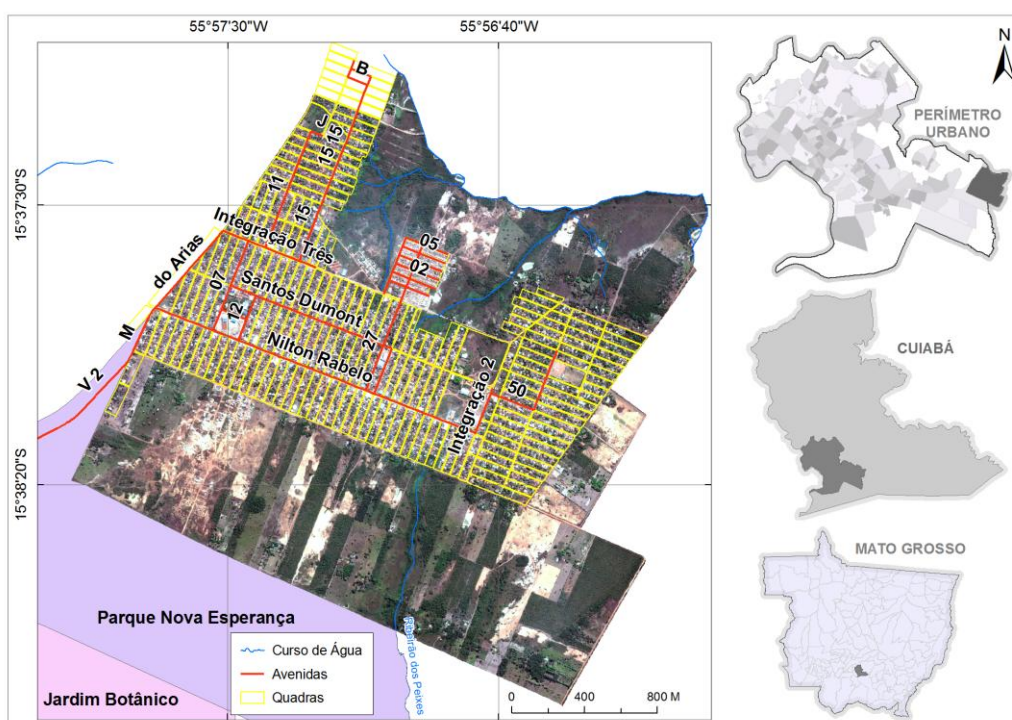 55°57'30"W
55°56'40"W
N
B
PERÍMETRO
URBANO
J
15
15
11
15
15°37'30"S
Integração Três
do Arias
05
02
07
Santos Dumont
12
27
Nilton Rabelo
M
V 2
Integração 2
50
CUIABÁ
15°38'20"S
MATO GROSSO
Parque Nova Esperança
Ribeirão dos Peixes
Curso de Água
Avenidas
Quadras
0 400 800 M
Jardim Botânico